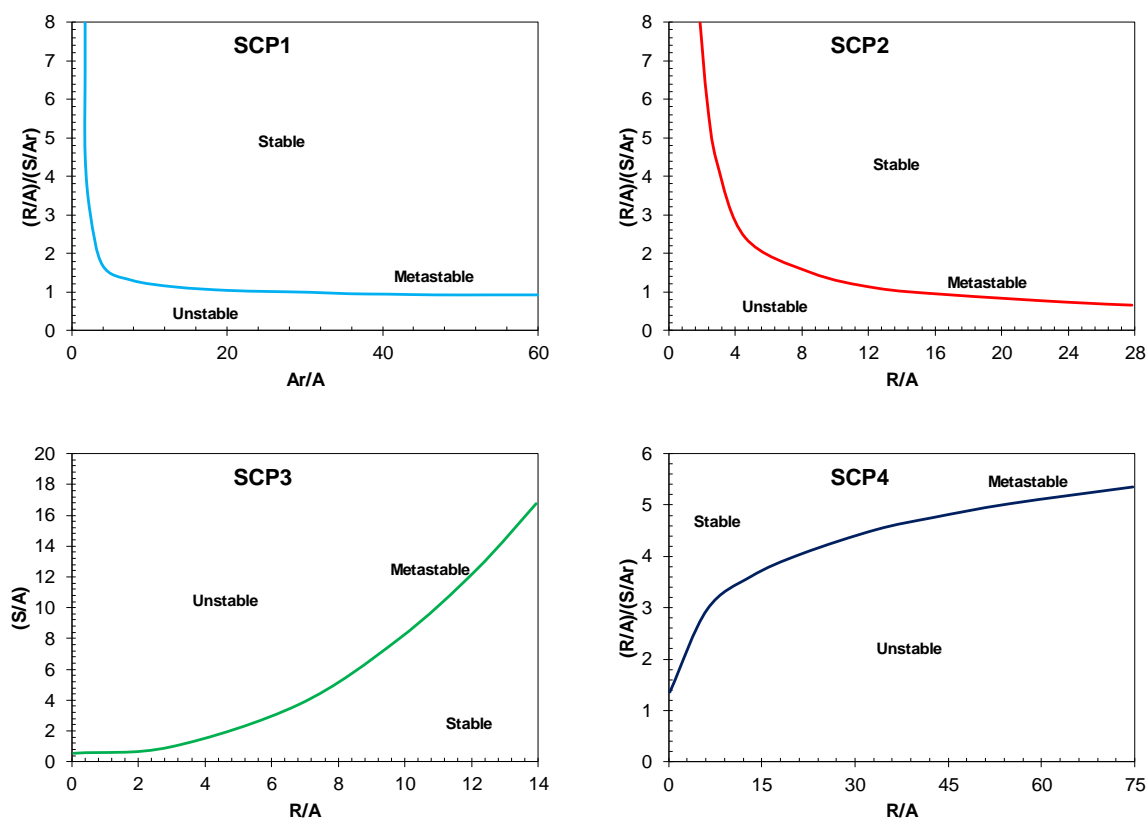 SCP1
(R/A)/(S/Ar)
8
7
6
5
4
3
2
1
0
Stable
Metastable
Unstable
0 20 40 60
Ar/A
SCP2
(R/A)/(S/Ar)
8
7
6
5
4
3
2
1
0
Stable
Metastable
Unstable
0 4 8 12 16 20 24 28
R/A
SCP3
(S/A)
20
18
16
14
12
10
8
6
4
2
0
Metastable
Unstable
Stable
0 2 4 6 8 10 12 14
R/A
SCP4
(R/A)/(S/Ar)
6
5
4
3
2
1
0
Metastable
Stable
Unstable
0 15 30 45 60 75
R/A